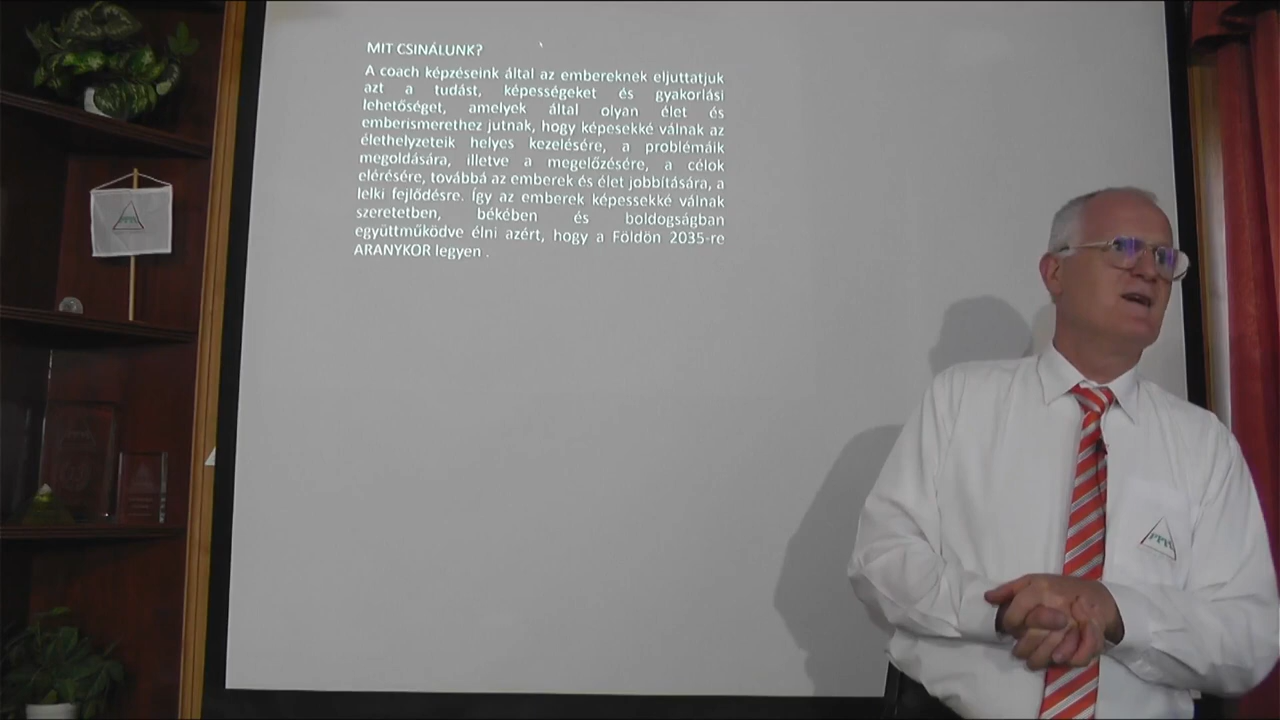 MIT CSINÁLUNK?
A coach képzéseink által az embereknek eljuttatjuk
azt a tudást, képességeket és gyakorlási
lehetőséget, amelyek által olyan élet és
emberismerethez jutnak, hogy képesekké válnak az
élethelyzeteik helyes kezelésére, a problémáik
megoldására, illetve a megelőzésére, a célok
elérésére, továbbá az emberek és élet jobbítására, a
lelki fejlődésre. Így az emberek képessekké válnak
szeretetben, békében és boldogságban
együttműködve élni azért, hogy a Földön 2035-re
ARANYKOR legyen .